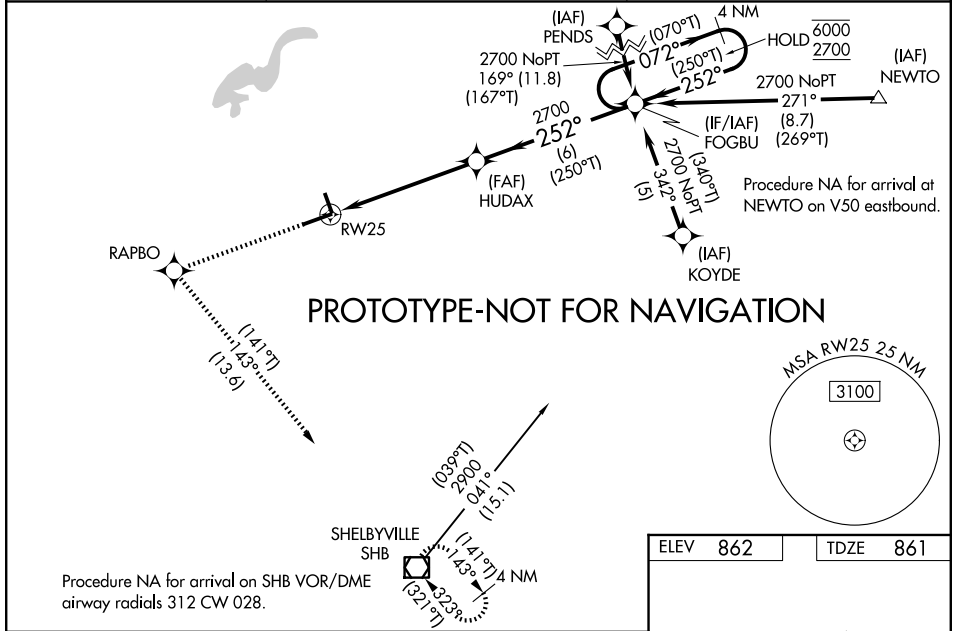 (IAF)
PENDS
4 NM
(070°T)
072°
(250°T)
252°
HOLD 6000
2700
2700 NoPT
169° (11.8)
(167°T)
(IAF)
NEWTO
2700 NoPT
271°
(8.7)
(269°T)
2700
252°
(6)
(250°T)
(IF/IAF)
FOGBU
(340°T)
2700 NoPT
342°
(5)
(FAF)
HUDAX
Procedure NA for arrival at
NEWTO on V50 eastbound.
RW25
(IAF)
KOYDE
RAPBO
PROTOTYPE-NOT FOR NAVIGATION
(141°T)
143°
(13.6)
MSA RW25 25 NM
3100
(039°T)
2900
041°
(15.1)
SHELBYVILLE
SHB
(141°T)
143°
4 NM
323°
(321°T)
Procedure NA for arrival on SHB VOR/DME
airway radials 312 CW 028.
ELEV 862
TDZE 861